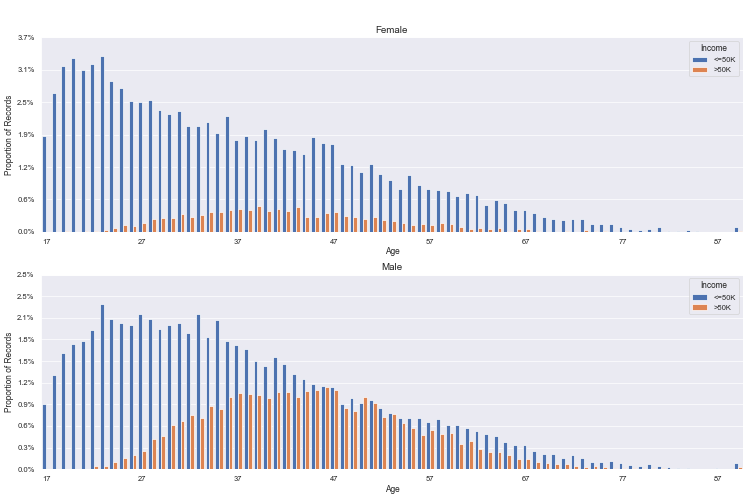 Female
3.7%
3.1%
2.5%
1.9%
1.2%
0.6%
0.0%
Proportion of Records
Income
<=50K
>50K
17 27 37 47 57 67 77 87
Age
Male
2.8%
2.5%
2.1%
1.8%
1.5%
1.2%
0.9%
0.6%
0.3%
0.0%
Proportion of Records
Income
<=50K
>50K
17 27 37 47 57 67 77 87
Age